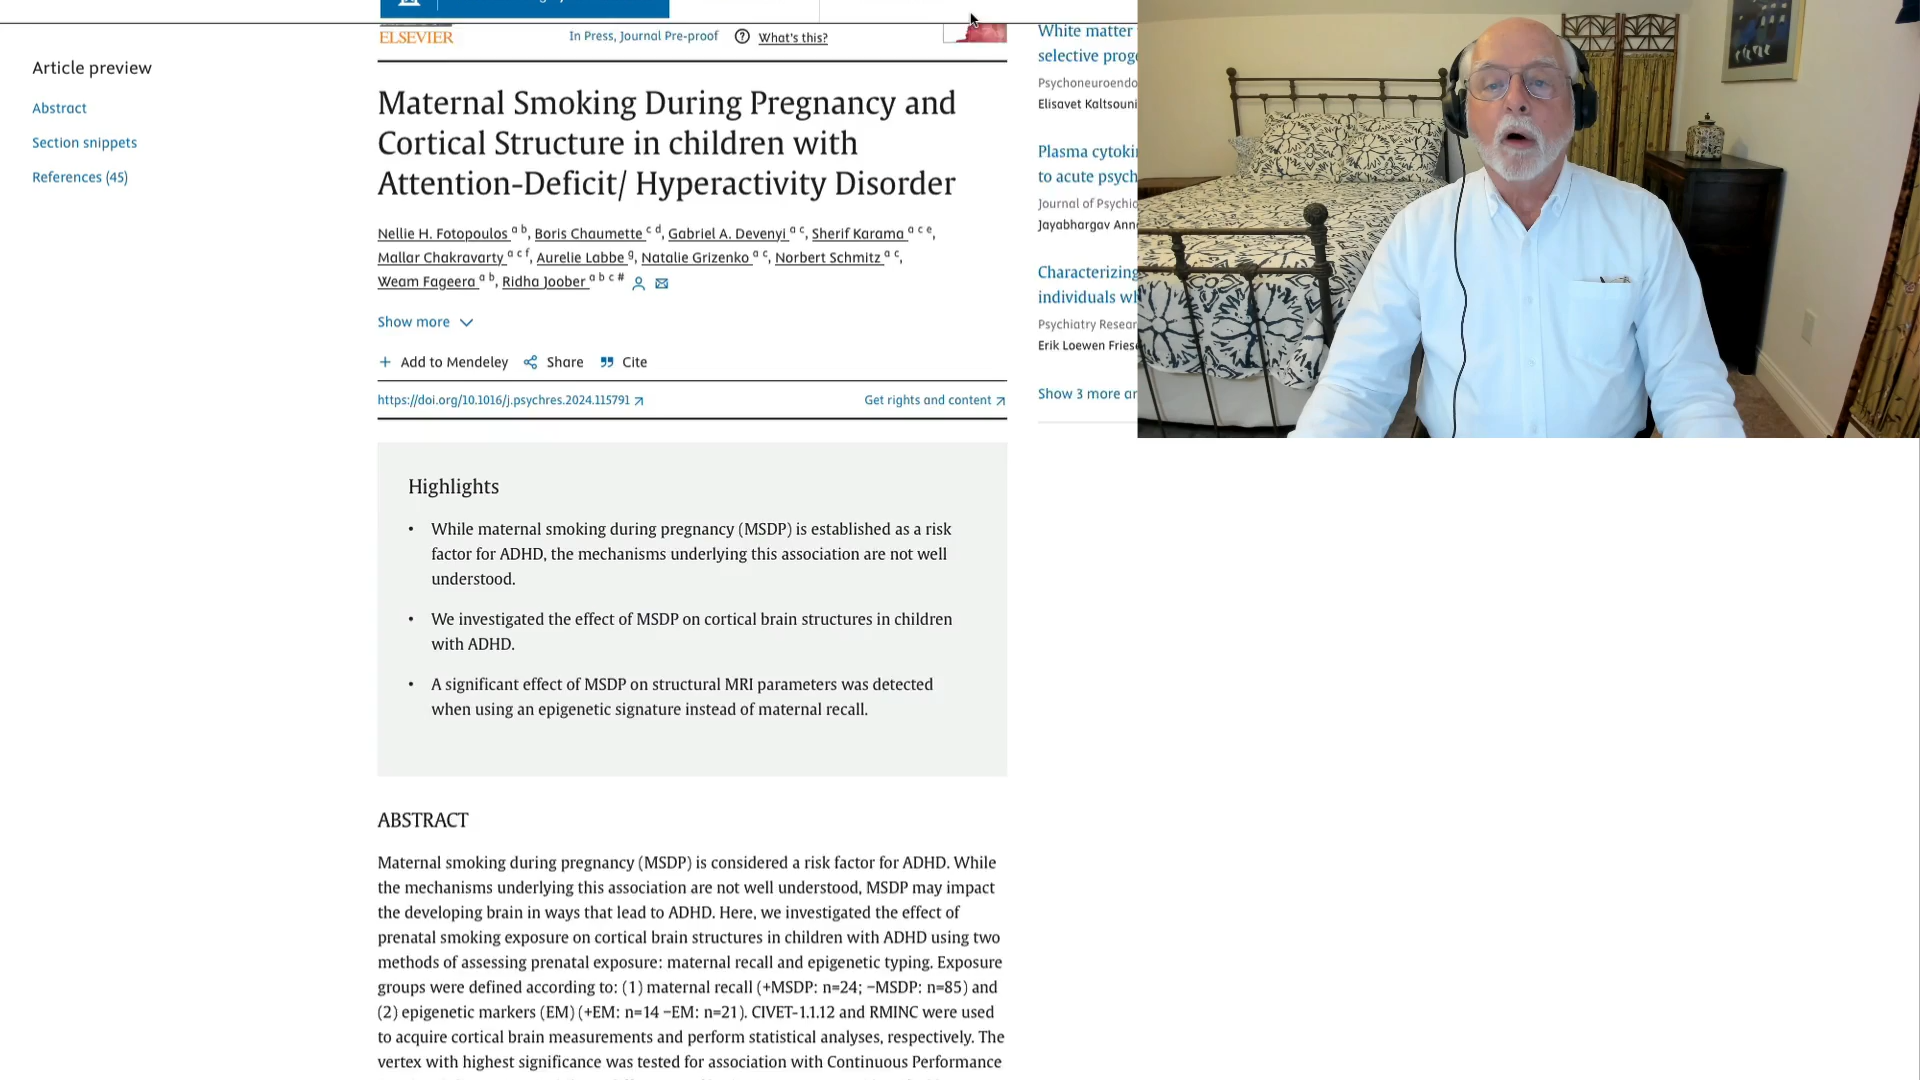 ELSEVIER
In Press, Journal Pre-proof
What's this?
Article preview
Abstract
Section snippets
References (45)
Maternal Smoking During Pregnancy and
Cortical Structure in children with
Attention-Deficit/ Hyperactivity Disorder
Nellie H. Fotopoulos a b, Boris Chaumette c d, Gabriel A. Devenyi a c, Sherif Karama a c e,
Mallar Chakravarty a c f, Aurelie Labbe g, Natalie Grizenko a c, Norbert Schmitz a c,
Weam Fageera a b, Ridha Joober a b c #
Show more
+ Add to Mendeley Share Cite
https://doi.org/10.1016/j.psychres.2024.115791
Get rights and content
Highlights
• While maternal smoking during pregnancy (MSDP) is established as a risk
factor for ADHD, the mechanisms underlying this association are not well
understood.
• We investigated the effect of MSDP on cortical brain structures in children
with ADHD.
• A significant effect of MSDP on structural MRI parameters was detected
when using an epigenetic signature instead of maternal recall.
ABSTRACT
Maternal smoking during pregnancy (MSDP) is considered a risk factor for ADHD. While
the mechanisms underlying this association are not well understood, MSDP may impact
the developing brain in ways that lead to ADHD. Here, we investigated the effect of
prenatal smoking exposure on cortical brain structures in children with ADHD using two
methods of assessing prenatal exposure: maternal recall and epigenetic typing. Exposure
groups were defined according to: (1) maternal recall (+MSDP: n=24; −MSDP: n=85) and
(2) epigenetic markers (EM) (+EM: n=14 −EM: n=21). CIVET-1.1.12 and RMINC were used
to acquire cortical brain measurements and perform statistical analyses, respectively. The
vertex with highest significance was tested for association with Continuous Performance
White matter
selective prog
Psychoneuroendo
Elisavet Kaltsouni
Plasma cytoki
to acute psych
Journal of Psychia
Jayabhargav Ann
Characterizing
individuals w
Psychiatry Resear
Erik Loewen Fries
Show 3 more ar